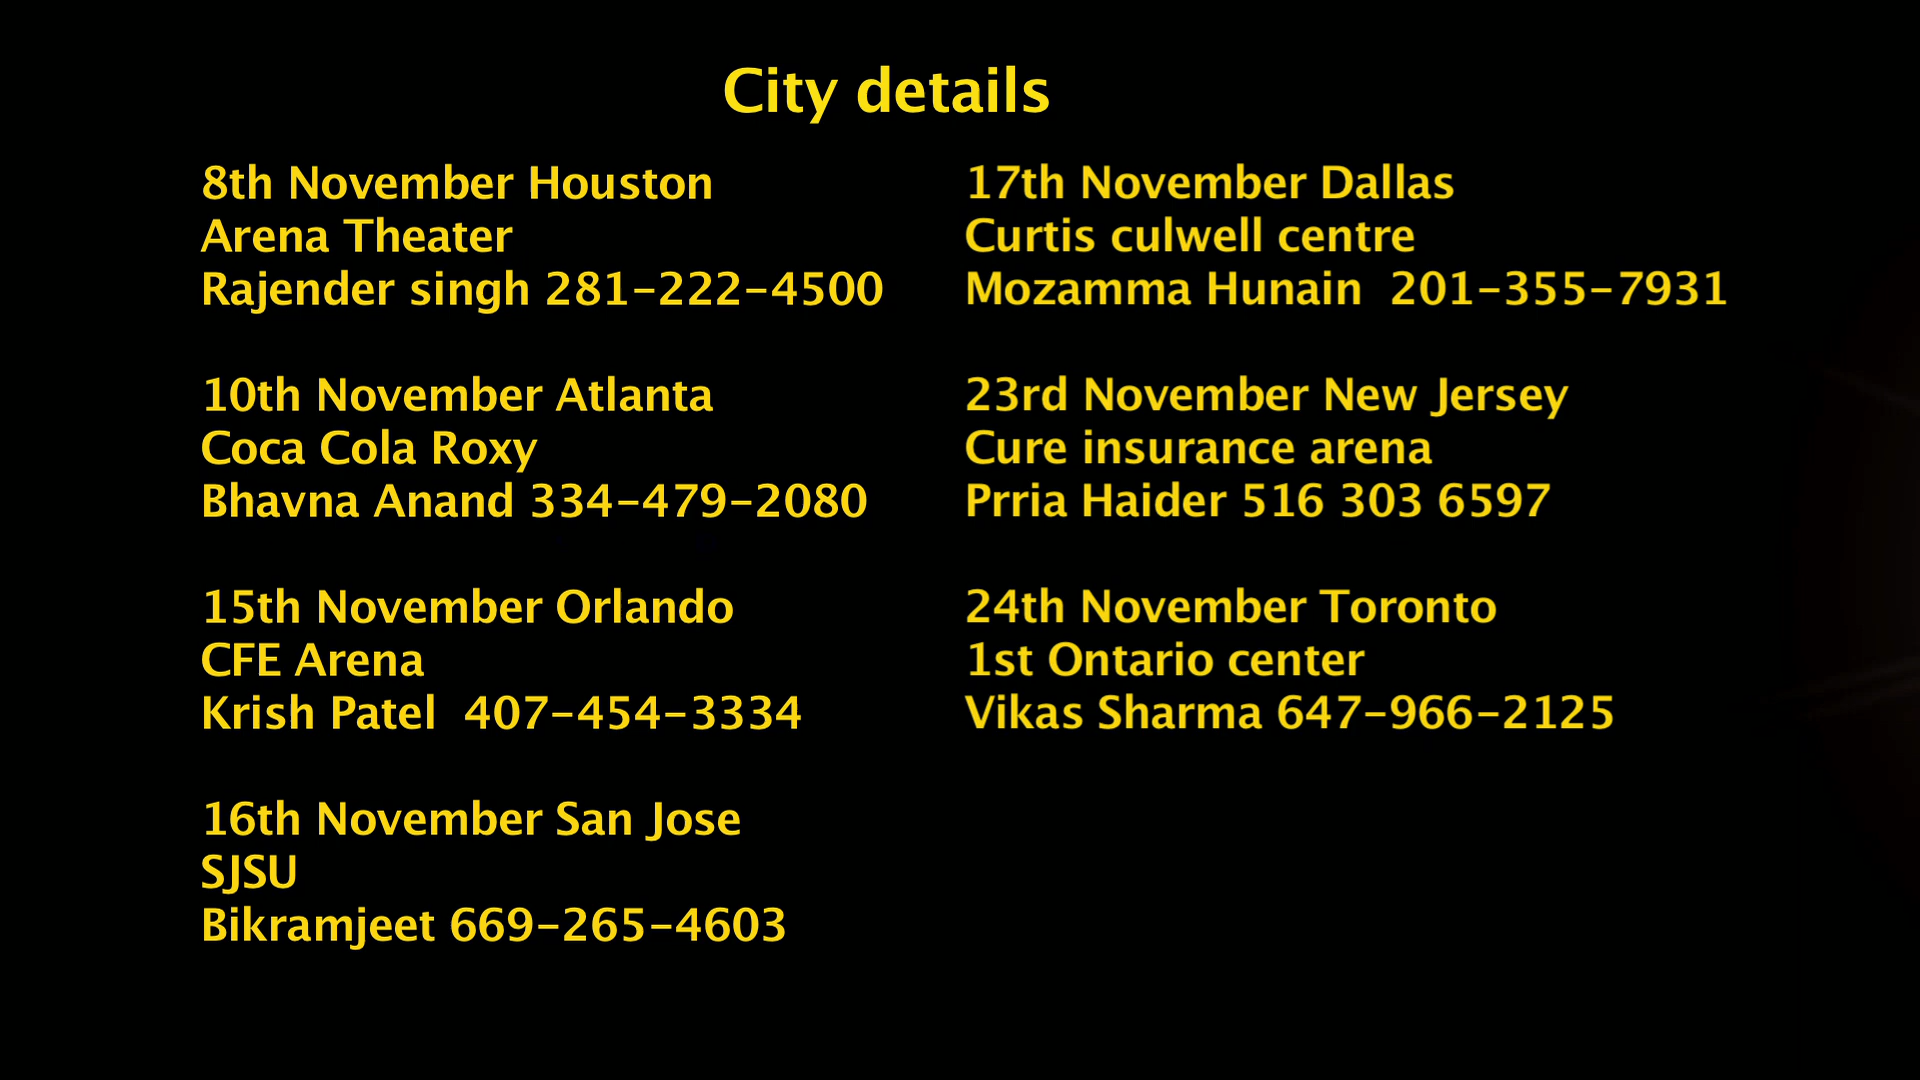 City details
8th November Houston
Arena Theater
Rajender singh 281-222-4500
10th November Atlanta
Coca Cola Roxy
Bhavna Anand 334-479-2080
15th November Orlando
CFE Arena
Krish Patel 407-454-3334
16th November San Jose
SJSU
Bikramjeet 669-265-4603
17th November Dallas
Curtis culwell centre
Mozamma Hunain 201-355-7931
23rd November New Jersey
Cure insurance arena
Prria Haider 516 303 6597
24th November Toronto
1st Ontario center
Vikas Sharma 647-966-2125